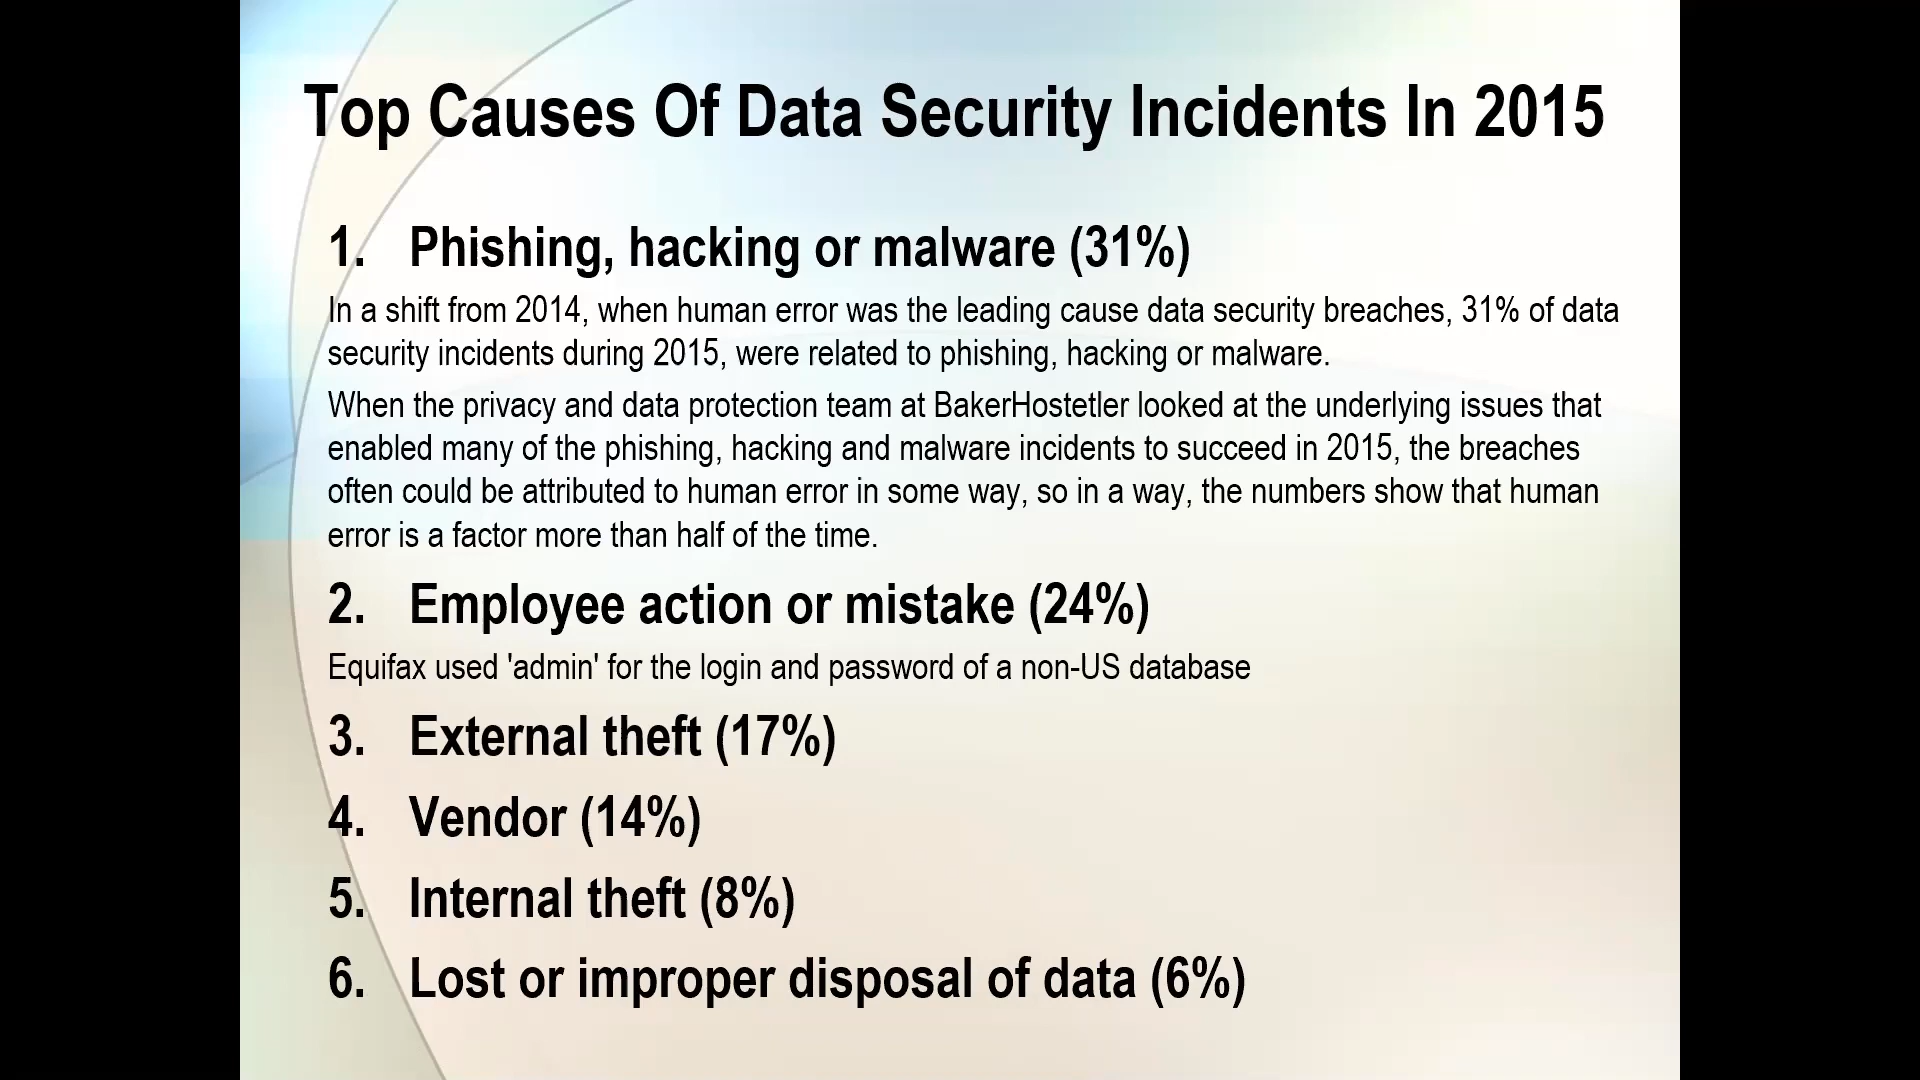 Top Causes Of Data Security Incidents In 2015
1. Phishing, hacking or malware (31%)
In a shift from 2014, when human error was the leading cause data security breaches, 31% of data
security incidents during 2015, were related to phishing, hacking or malware.
When the privacy and data protection team at BakerHostetler looked at the underlying issues that
enabled many of the phishing, hacking and malware incidents to succeed in 2015, the breaches
often could be attributed to human error in some way, so in a way, the numbers show that human
error is a factor more than half of the time.
2. Employee action or mistake (24%)
Equifax used 'admin' for the login and password of a non-US database
3. External theft (17%)
4. Vendor (14%)
5. Internal theft (8%)
6. Lost or improper disposal of data (6%)